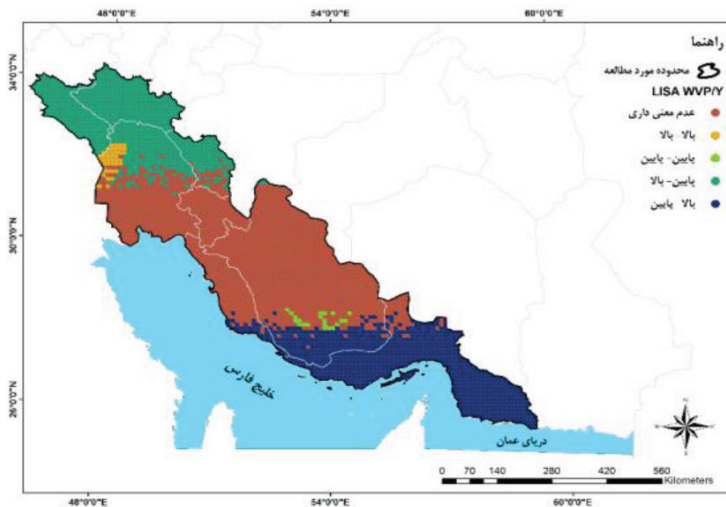 48°0'0"E 54°0'0"E 60°0'0"E
راهنما
محدوده مورد مطالعه
LISA WVP/Y
عدم معنی داری
بالا بالا
پایین- پایین
پایین- بالا
بالا پایین
34°0'0"N
30°0'0"N
26°0'0"N
خلیج فارس
دریای عمان
N
W E
S
0 70 140 280 420 560
Kilometers
48°0'0"E 54°0'0"E 60°0'0"E